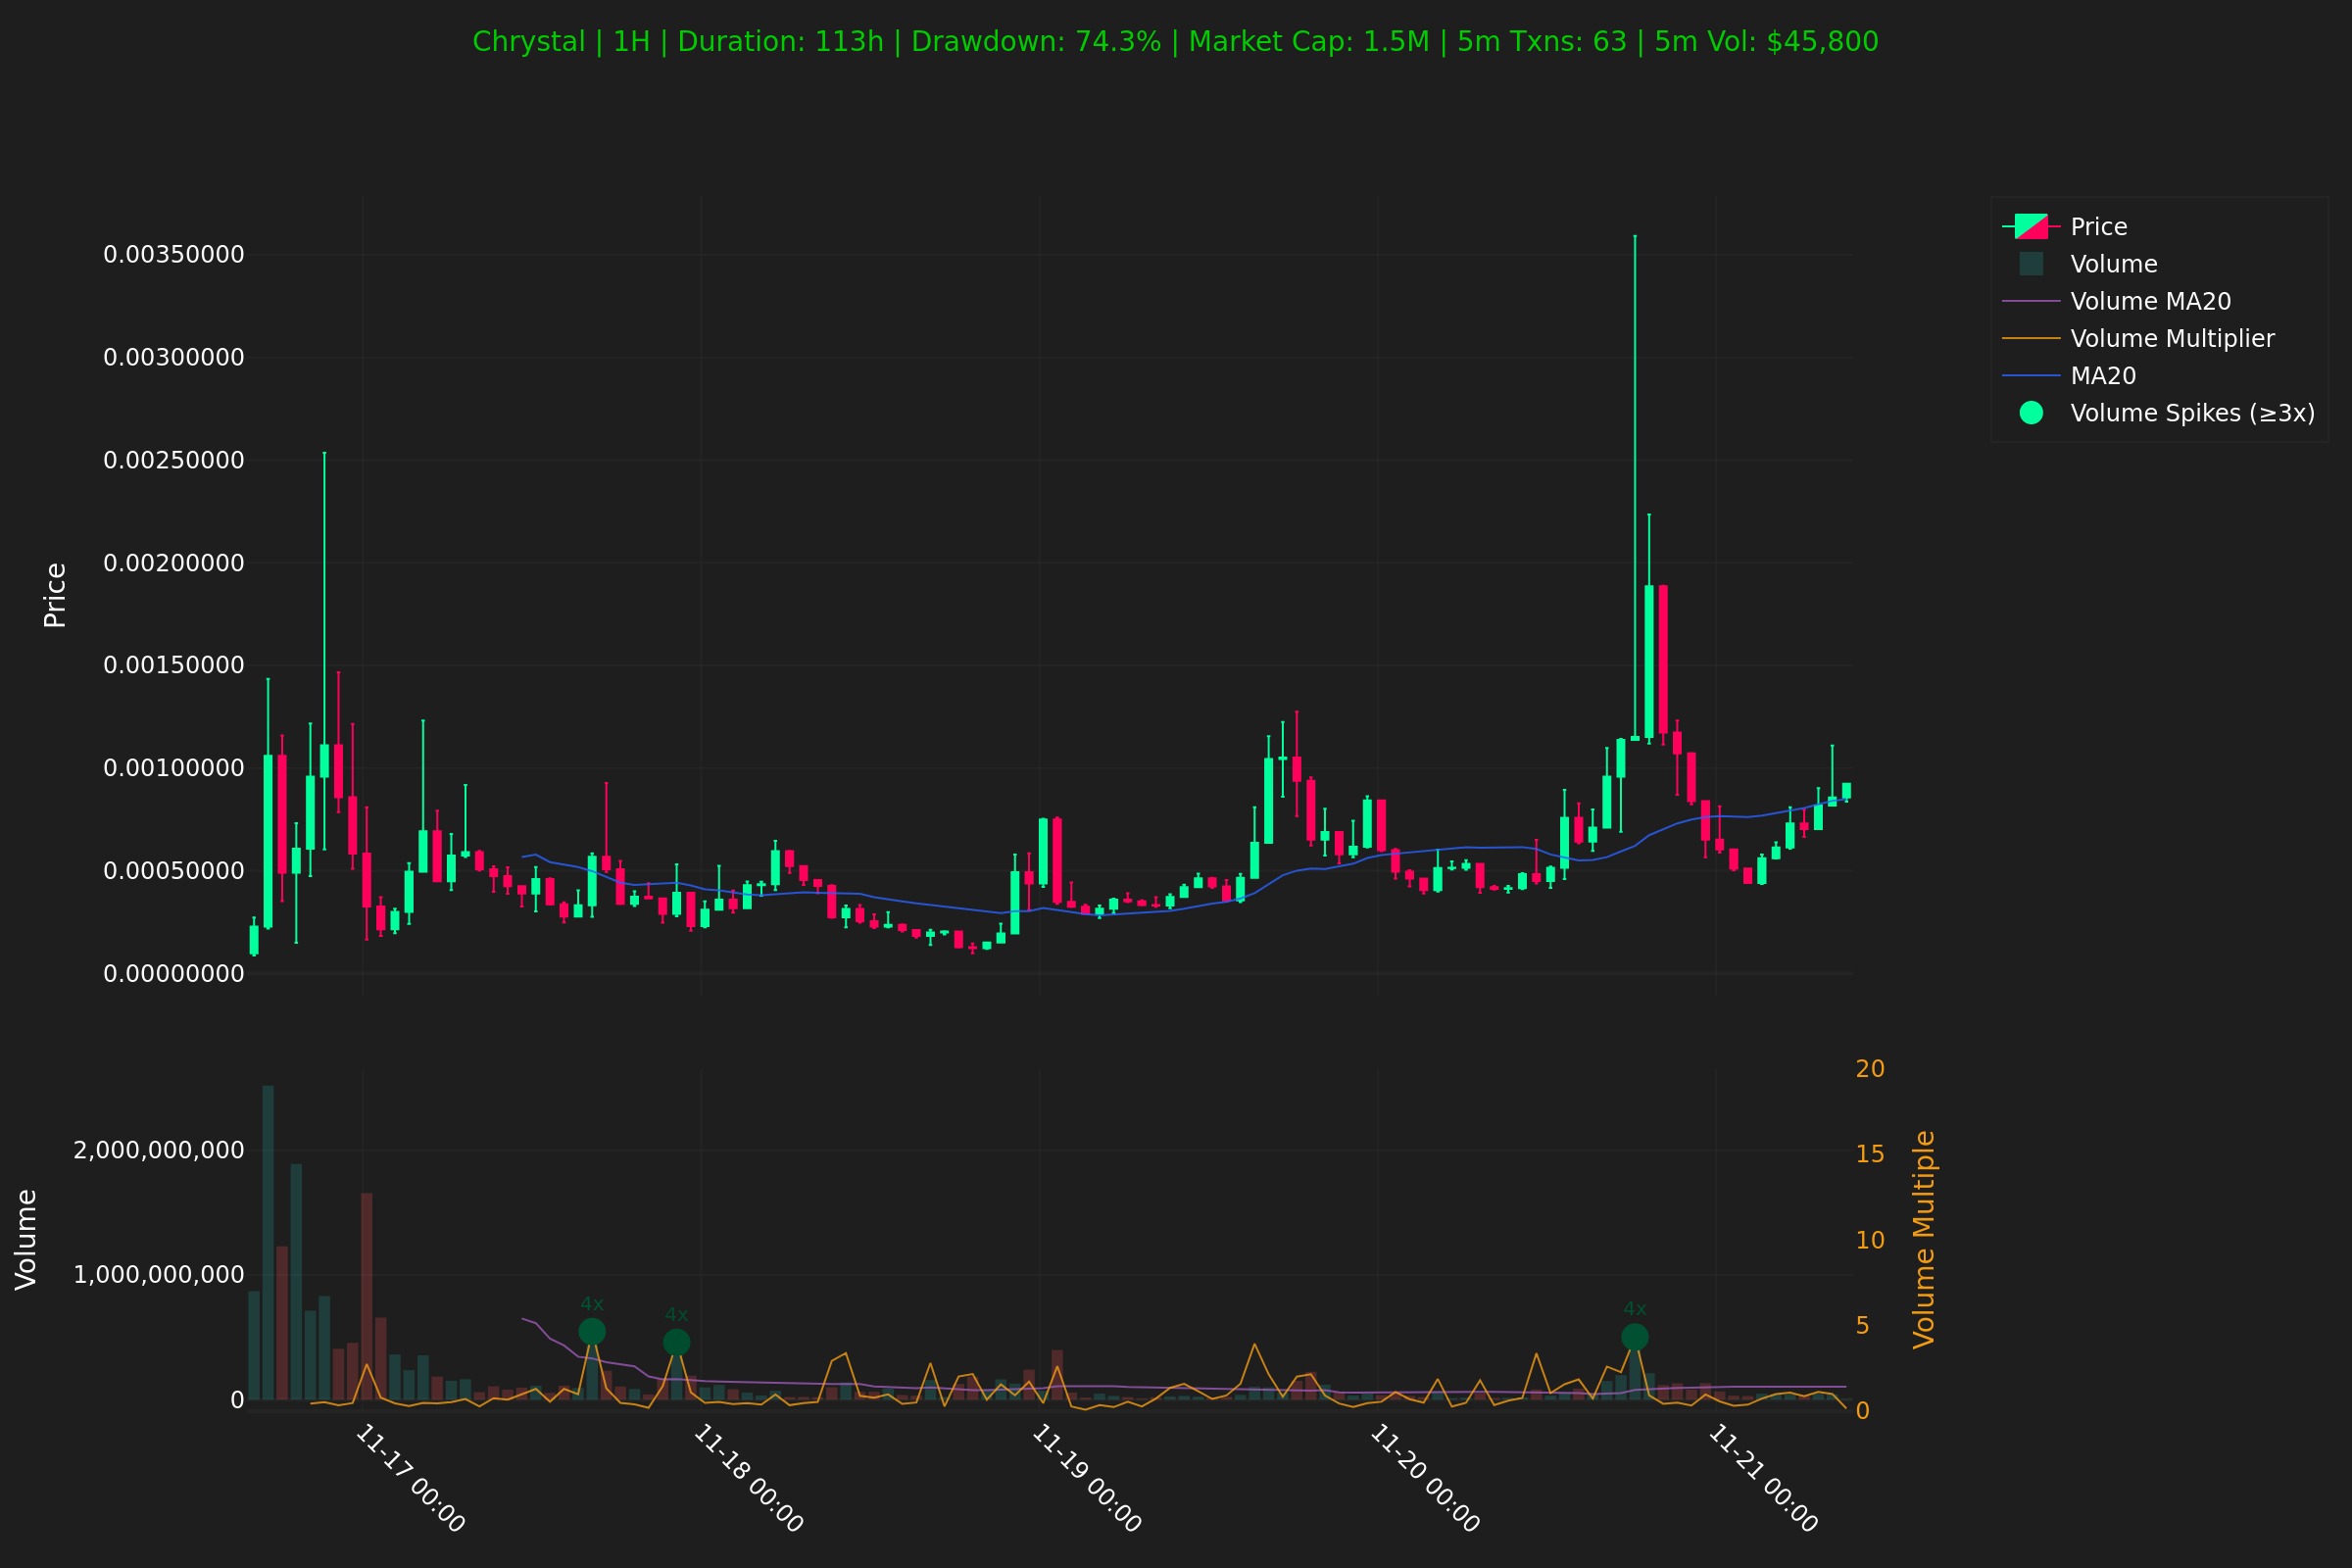 Chrystal | 1H | Duration: 113h | Drawdown: 74.3% | Market Cap: 1.5M | 5m Txns: 63 | 5m Vol: $45,800
Price
Volume
Volume MA20
Volume Multiplier
MA20
Volume Spikes (≥3x)
Price
0.00350000
0.00300000
0.00250000
0.00200000
0.00150000
0.00100000
0.00050000
0.00000000
Volume
2,000,000,000
1,000,000,000
0
4x
4x
4x
20
15
10
5
0
Volume Multiple
11-17 00:00
11-18 00:00
11-19 00:00
11-20 00:00
11-21 00:00